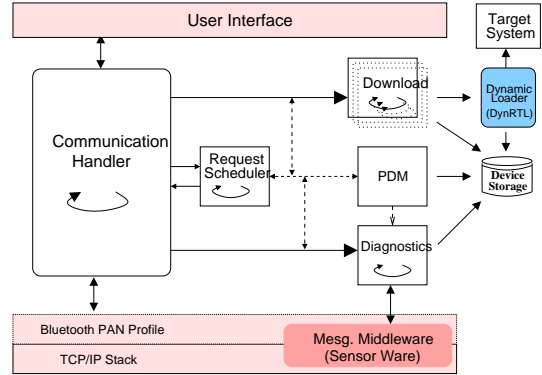 User Interface
Target
System
Download
Dynamic
Loader
(DynRTL)
Communication
Handler
Request
Scheduler
PDM
Device
Storage
Diagnostics
Bluetooth PAN Profile
Mesg. Middleware
(Sensor Ware)
TCP/IP Stack